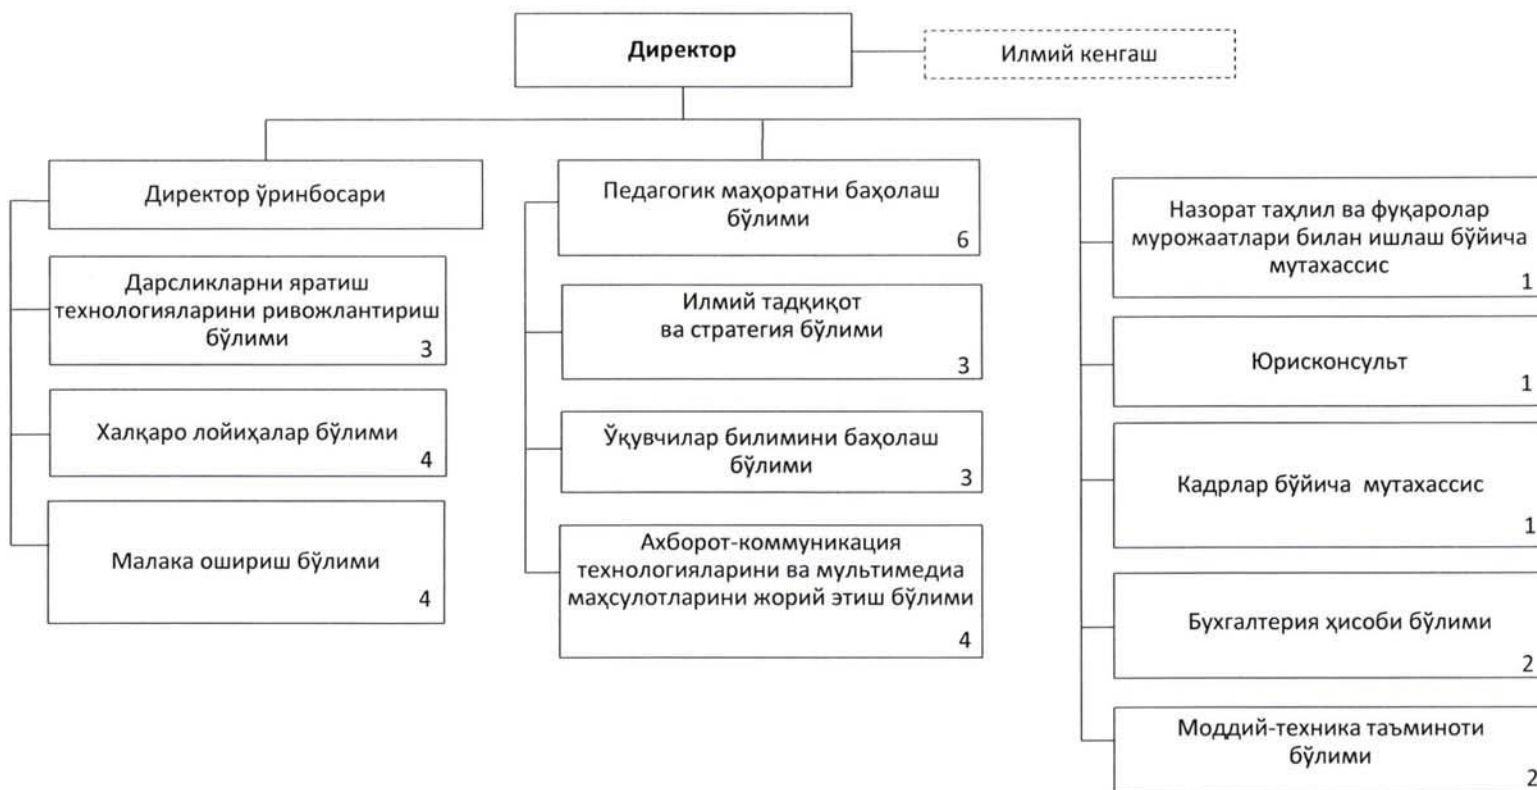 Директор
Илмий кенгаш
Директор ўринбосари
Дарсликларни яратиш
технологияларини ривожлантириш
бўлими
3
Халқаро лойиҳалар бўлими
4
Малака ошириш бўлими
4
Педагогик маҳоратни баҳолаш
бўлими
6
Илмий тадқиқот
ва стратегия бўлими
3
Ўқувчилар билимини баҳолаш
бўлими
3
Ахборот-коммуникация
технологияларини ва мультимедиа
маҳсулотларини жорий этиш бўлими
4
Назорат таҳлил ва фуқаролар
мурожаатлари билан ишлаш бўйича
мутахассис
1
Юрисконсульт
1
Кадрлар бўйича мутахассис
1
Бухгалтерия ҳисоби бўлими
2
Моддий-техника таъминоти
бўлими
2